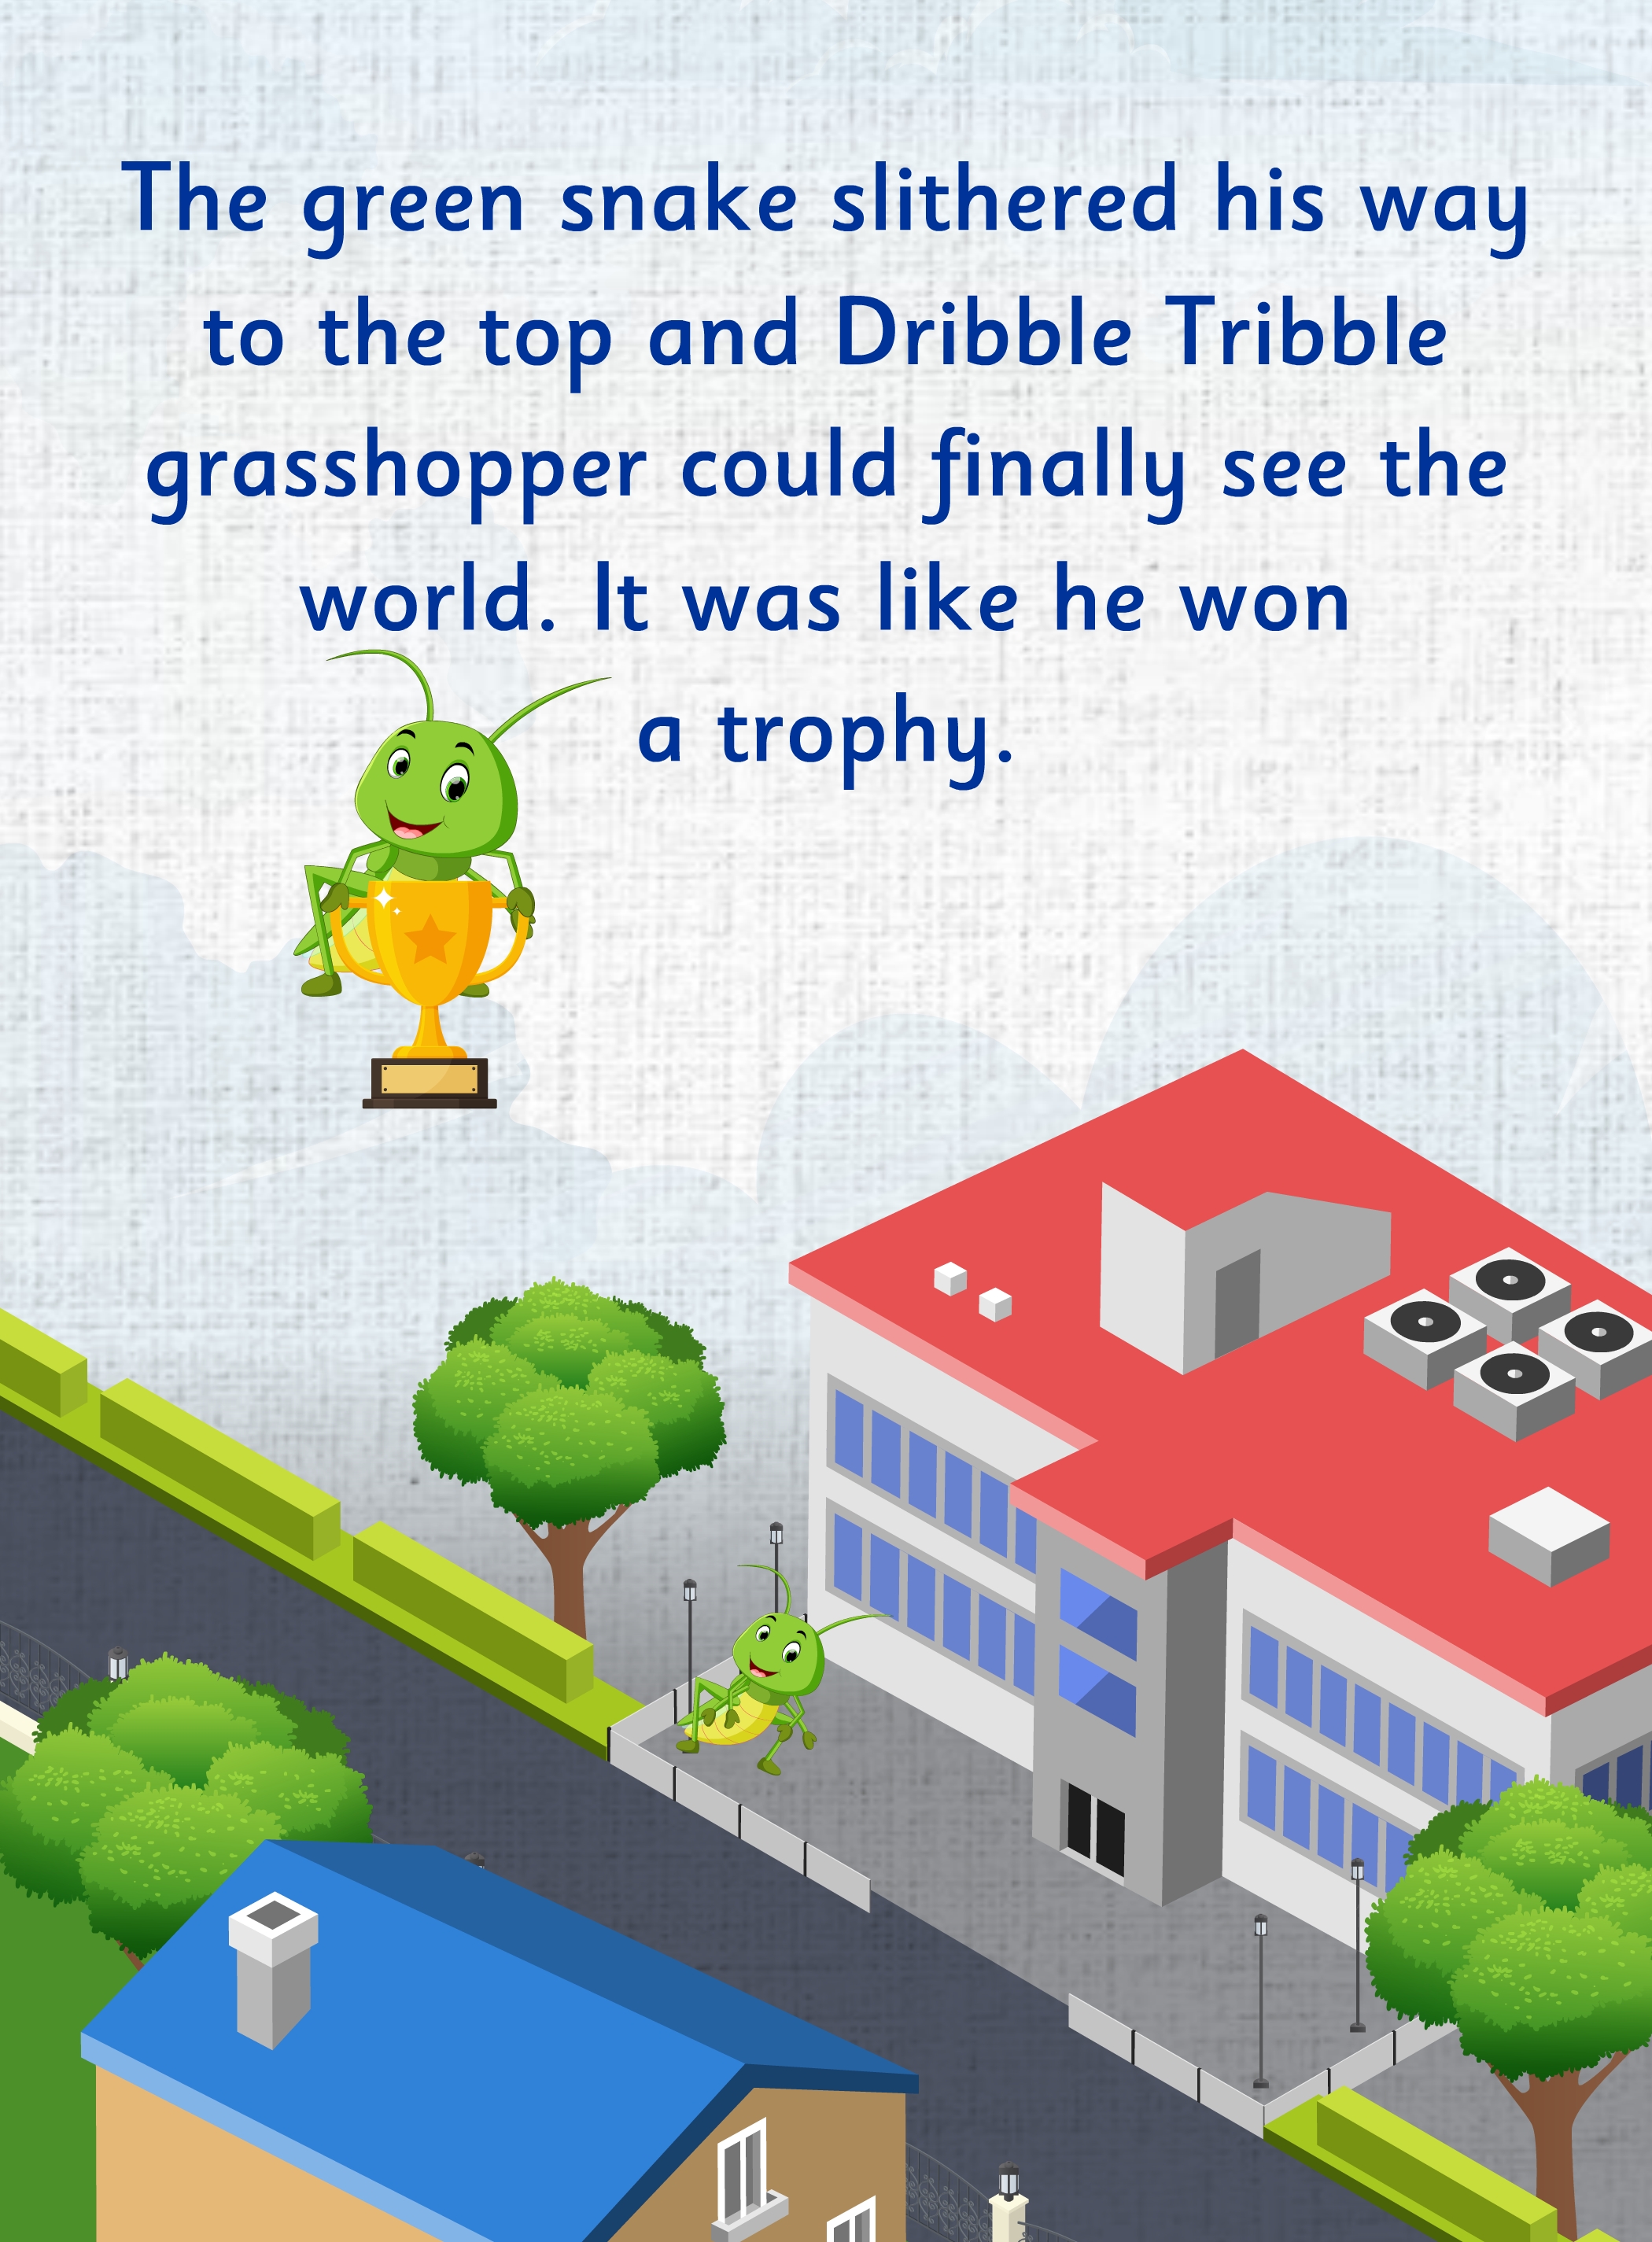 The green snake slithered his way
to the top and Dribble Tribble
grasshopper could finally see the
world. It was like he won
a trophy.